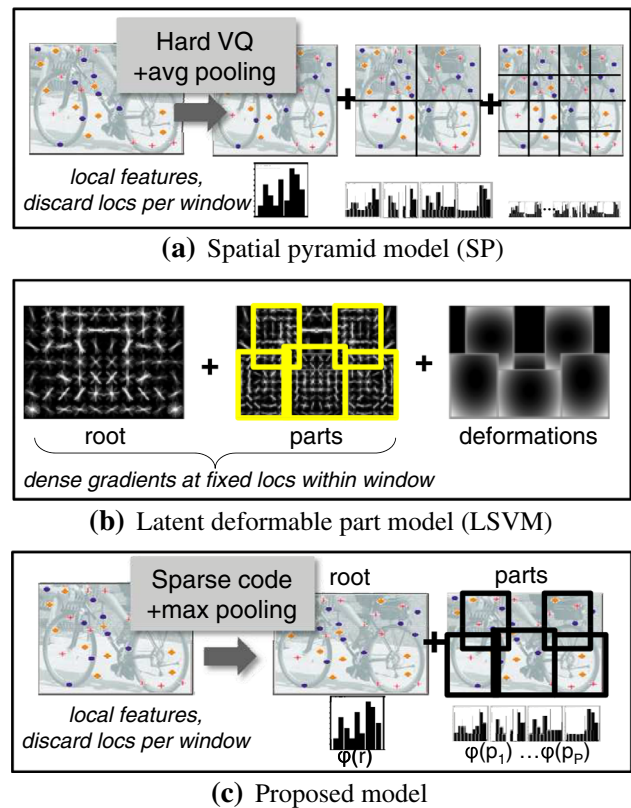 Hard VQ
+avg pooling
+
+
local features,
discard locs per window
...
(a) Spatial pyramid model (SP)
+
+
root
parts
deformations
dense gradients at fixed locs within window
(b) Latent deformable part model (LSVM)
Sparse code
+max pooling
root
parts
+
local features,
discard locs per window
φ(r)
φ(p₁) ...φ(pₚ)
(c) Proposed model